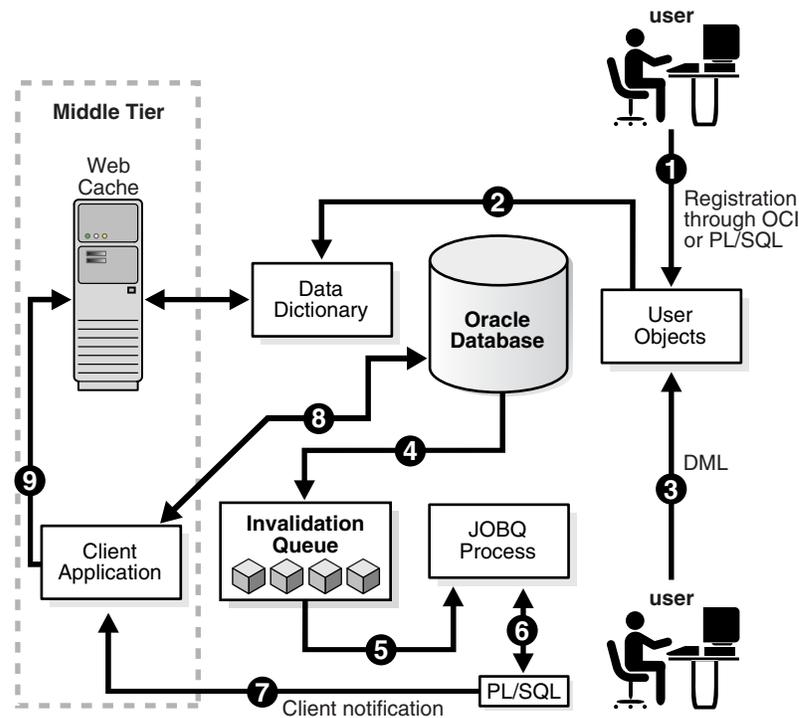 user
Middle Tier
Web
Cache
1
2
Registration
through OCI
or PL/SQL
Data
Dictionary
Oracle
Database
User
Objects
8
4
DML
3
9
Invalidation
Queue
JOBQ
Process
Client
Application
user
5
6
7
Client notification
PL/SQL